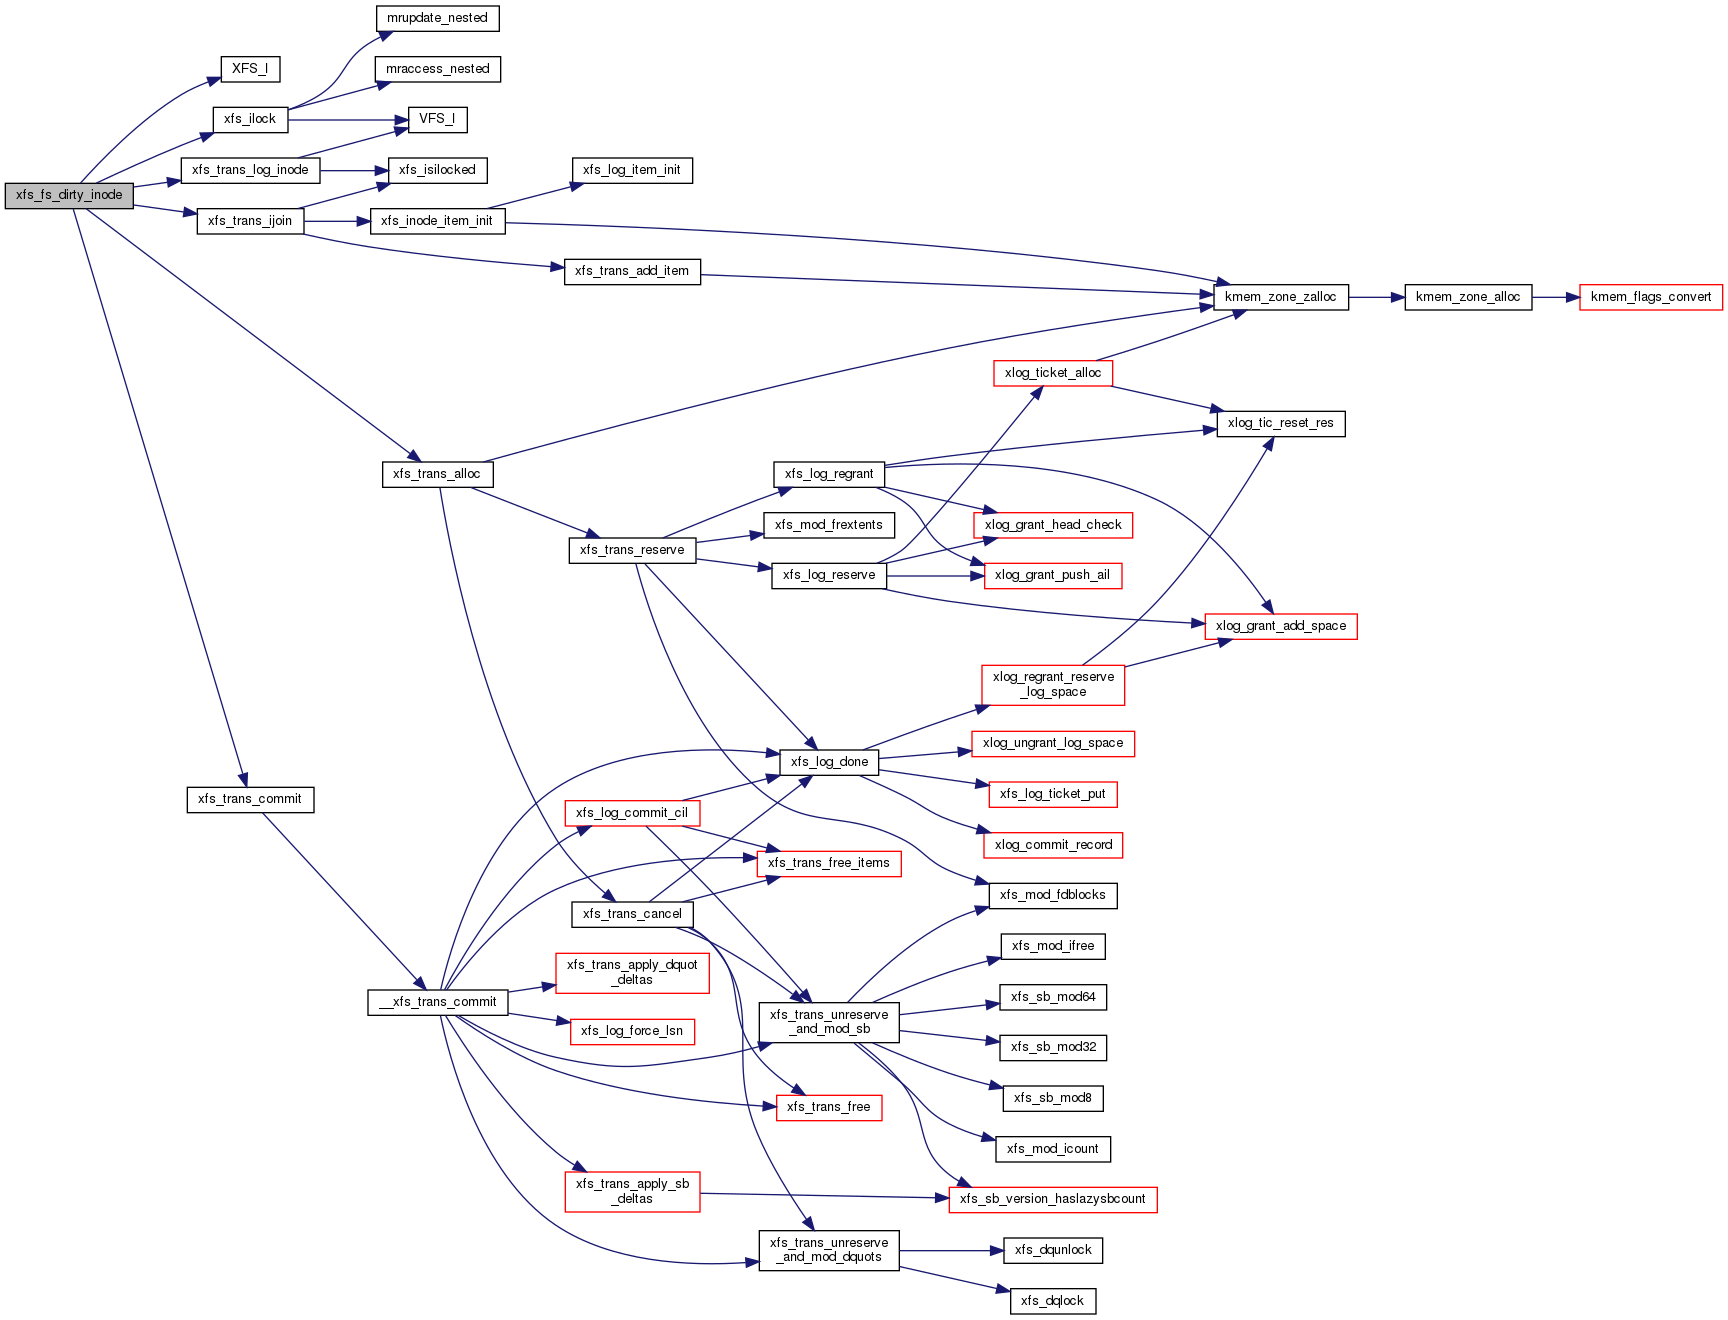 mrupdate_nested
XFS_I
mraccess_nested
xfs_ilock
VFS_I
xfs_trans_log_inode
xfs_isilocked
xfs_log_item_init
xfs_fs_dirty_inode
xfs_trans_ijoin
xfs_inode_item_init
xfs_trans_add_item
kmem_zone_zalloc
kmem_zone_alloc
kmem_flags_convert
xlog_ticket_alloc
xlog_tic_reset_res
xfs_trans_alloc
xfs_log_regrant
xfs_mod_frextents
xlog_grant_head_check
xfs_trans_reserve
xfs_log_reserve
xlog_grant_push_ail
xlog_grant_add_space
xlog_regrant_reserve
_log_space
xlog_ungrant_log_space
xfs_log_done
xfs_log_ticket_put
xfs_trans_commit
xfs_log_commit_cil
xlog_commit_record
xfs_trans_free_items
xfs_mod_fdblocks
xfs_trans_cancel
xfs_mod_ifree
xfs_trans_apply_dquot
_deltas
xfs_sb_mod64
__xfs_trans_commit
xfs_trans_unreserve
_and_mod_sb
xfs_log_force_lsn
xfs_sb_mod32
xfs_sb_mod8
xfs_trans_free
xfs_mod_icount
xfs_trans_apply_sb
_deltas
xfs_sb_version_haslazysbcount
xfs_trans_unreserve
_and_mod_dquots
xfs_dqunlock
xfs_dqlock